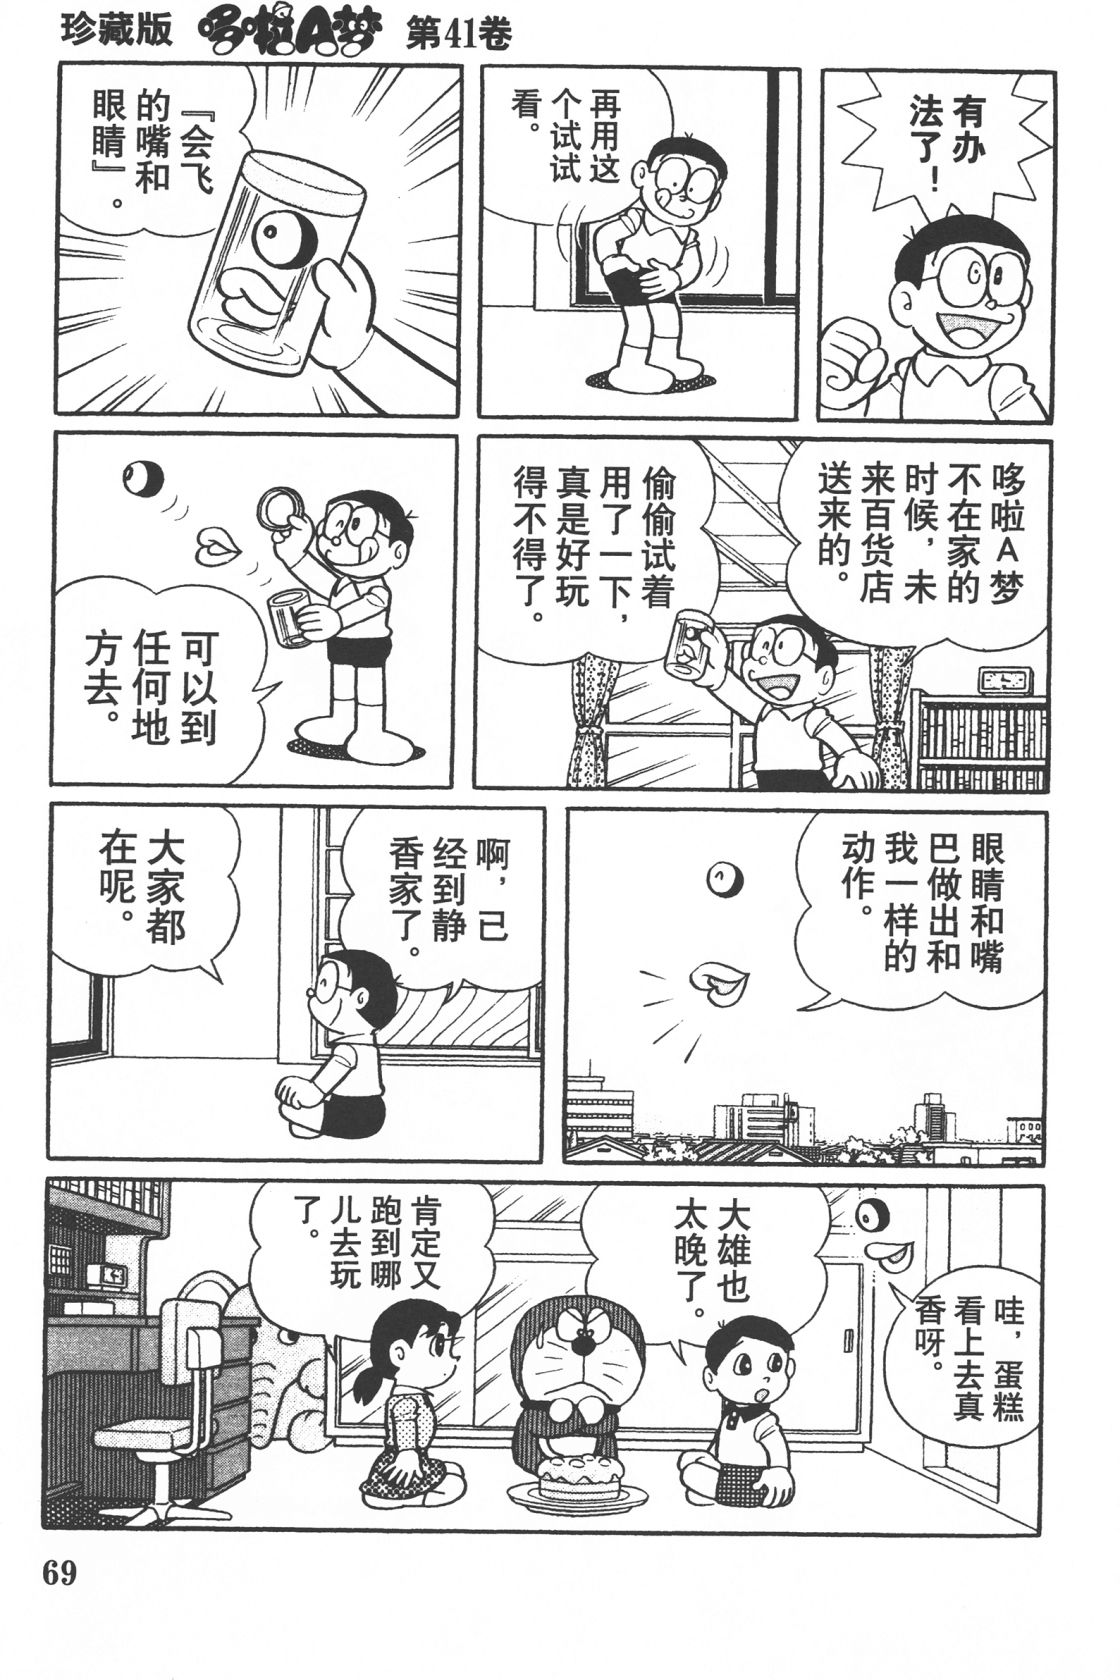 珍藏版 哆啦A梦 第41卷
有办
法了！
再用这
个试试
看。
『会飞
的嘴和
眼睛』。
哆啦A梦
不在家的
时候，未
来百货店
送来的。
偷偷试着
用了一下，
真是好玩
得不得了。
可以到
任何地
方去。
眼睛和嘴
巴做出和
我一样的
动作。
啊，已
经到静
香家了。
大家都
在呢。
哇，蛋糕
看上去真
香呀。
大雄也
太晚了。
肯定又
跑到哪
儿去玩
了。
69